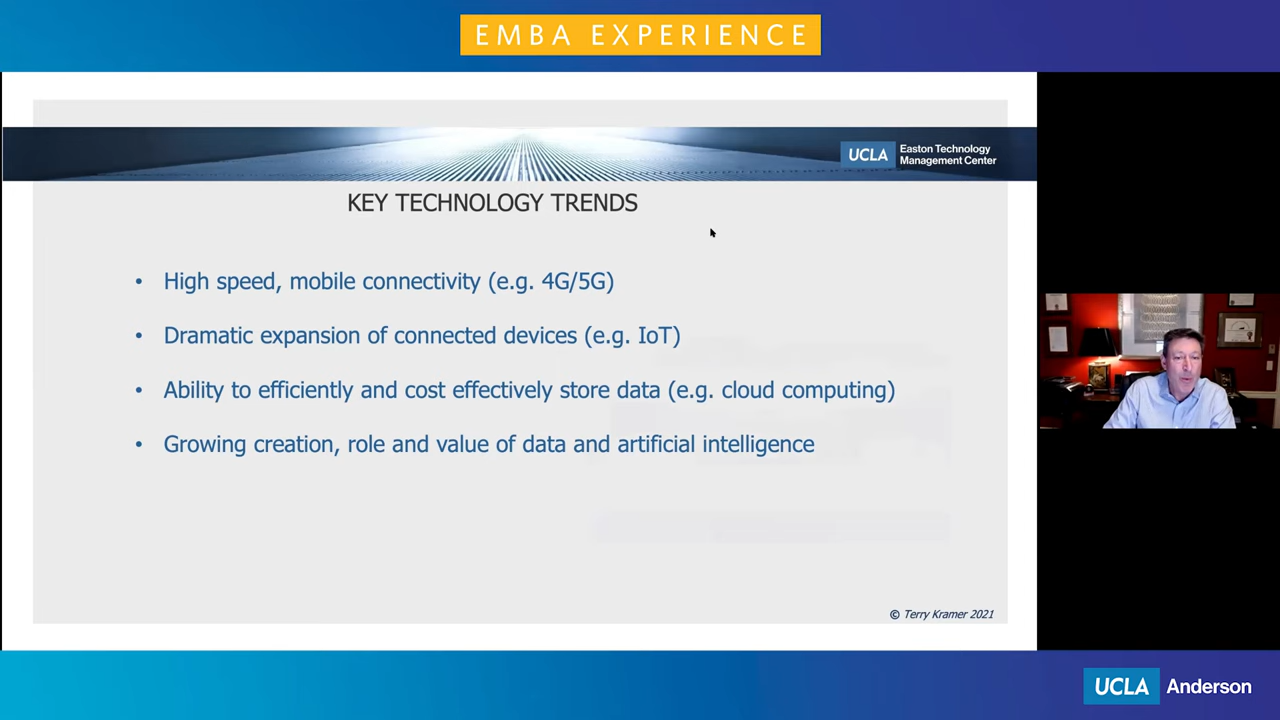 EMBA EXPERIENCE
UCLA Easton Technology
Management Center
KEY TECHNOLOGY TRENDS
• High speed, mobile connectivity (e.g. 4G/5G)
• Dramatic expansion of connected devices (e.g. IoT)
• Ability to efficiently and cost effectively store data (e.g. cloud computing)
• Growing creation, role and value of data and artificial intelligence
© Terry Kramer 2021
UCLA Anderson